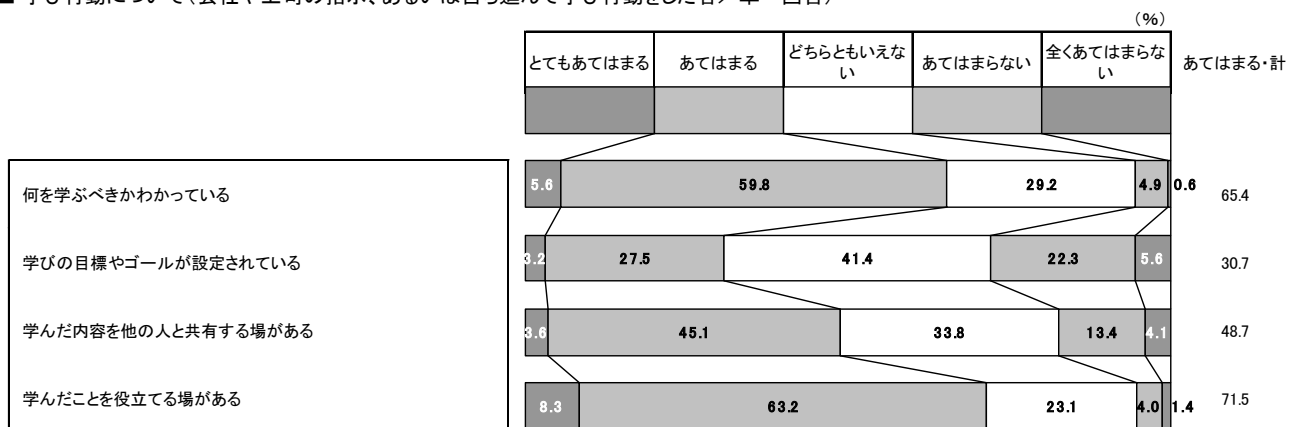 (%)
とてもあてはまる
あてはまる
どちらともいえな
い
あてはまらない
全くあてはまらな
い
あてはまる・計
何を学ぶべきかわかっている
5.6
59.8
29.2
4.9
0.6
65.4
学びの目標やゴールが設定されている
3.2
27.5
41.4
22.3
5.6
30.7
学んだ内容を他の人と共有する場がある
3.6
45.1
33.8
13.4
4.1
48.7
学んだことを役立てる場がある
8.3
63.2
23.1
4.0
1.4
71.5